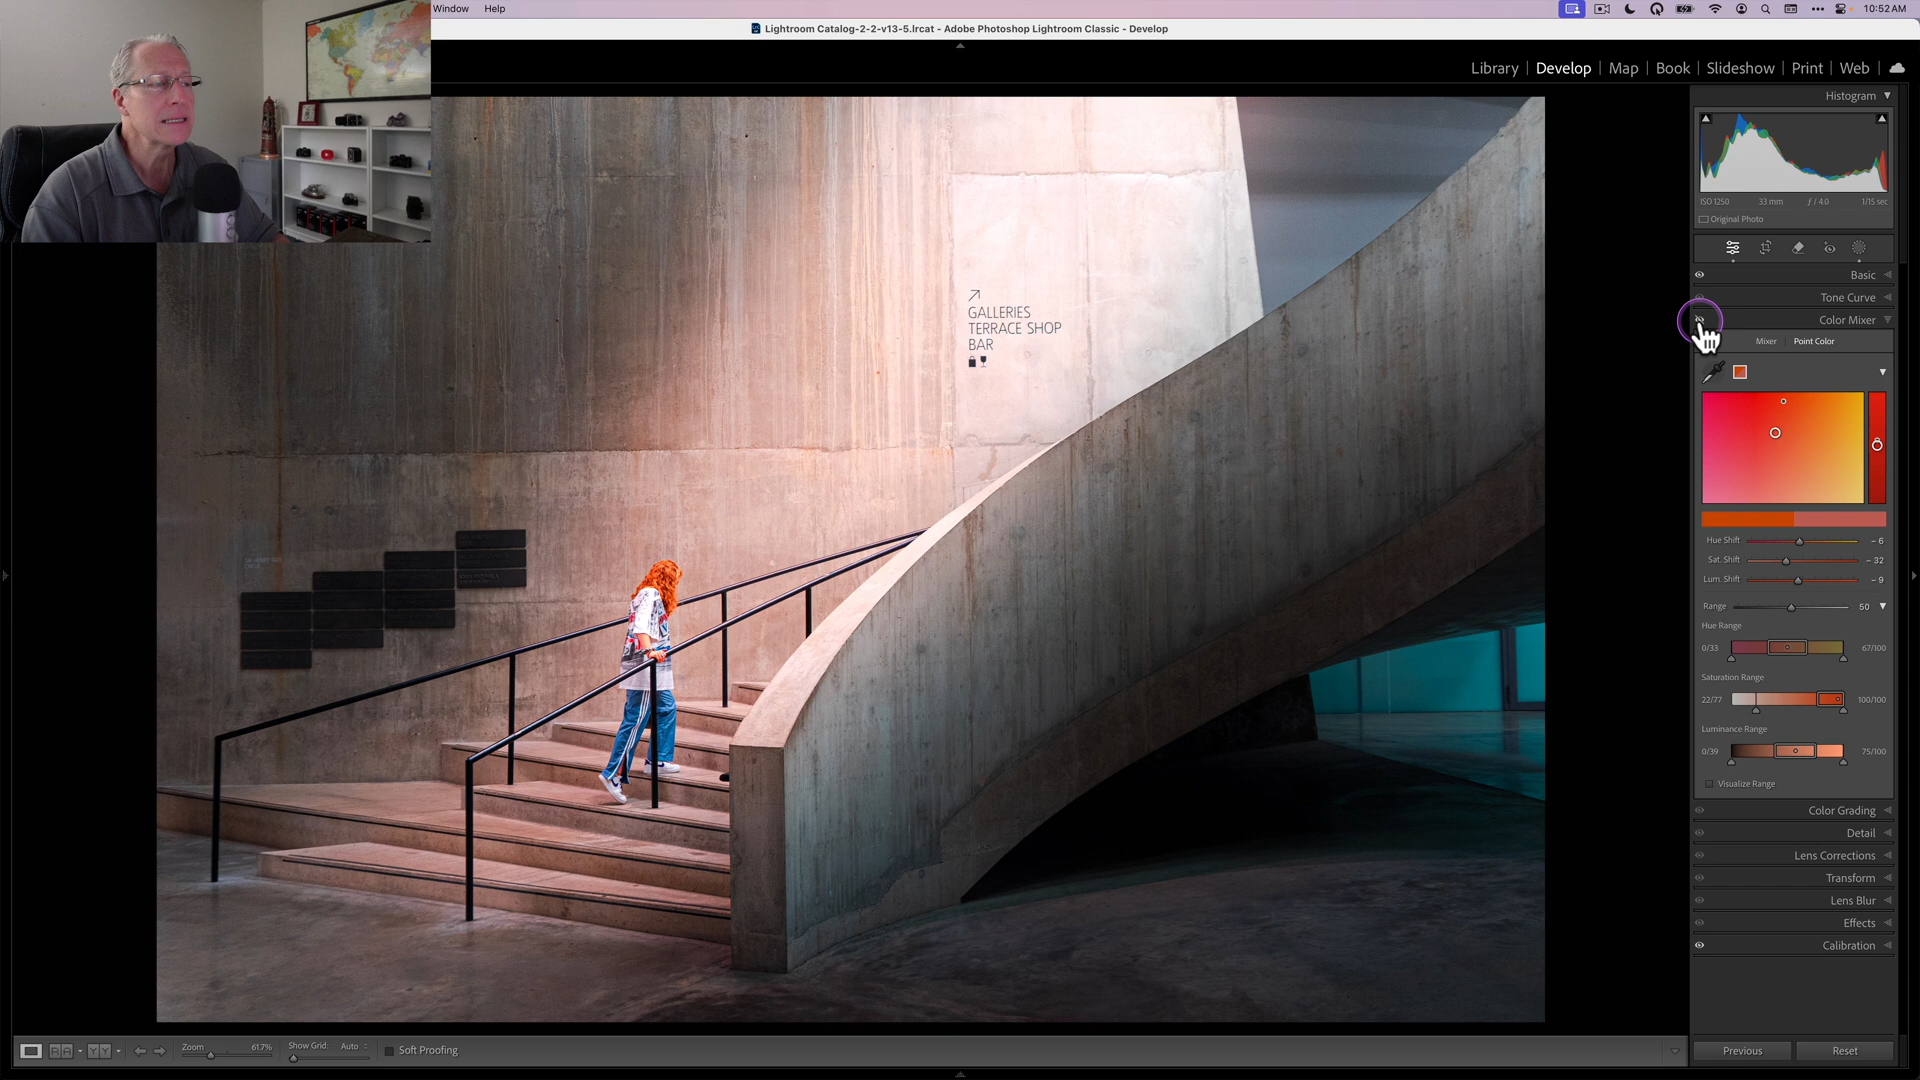 Window Help
10:52 AM
Lightroom Catalog-2-2-v13-5.lrcat - Adobe Photoshop Lightroom Classic - Develop
Library | Develop | Map | Book | Slideshow | Print | Web
Histogram
ISO 1250 33 mm ƒ / 4.0 1/15 sec
Original Photo
Basic
Tone Curve
Color Mixer
Mixer Point Color
GALLERIES
TERRACE SHOP
BAR
Hue Shift - 6
Sat. Shift - 32
Lum. Shift - 9
Range 50
Hue Range
0/33 67/100
Saturation Range
22/77 100/100
Luminance Range
0/39 75/100
Visualize Range
Color Grading
Detail
Lens Corrections
Transform
Lens Blur
Effects
Calibration
Zoom 61.7% Show Grid: Auto Soft Proofing
Previous Reset